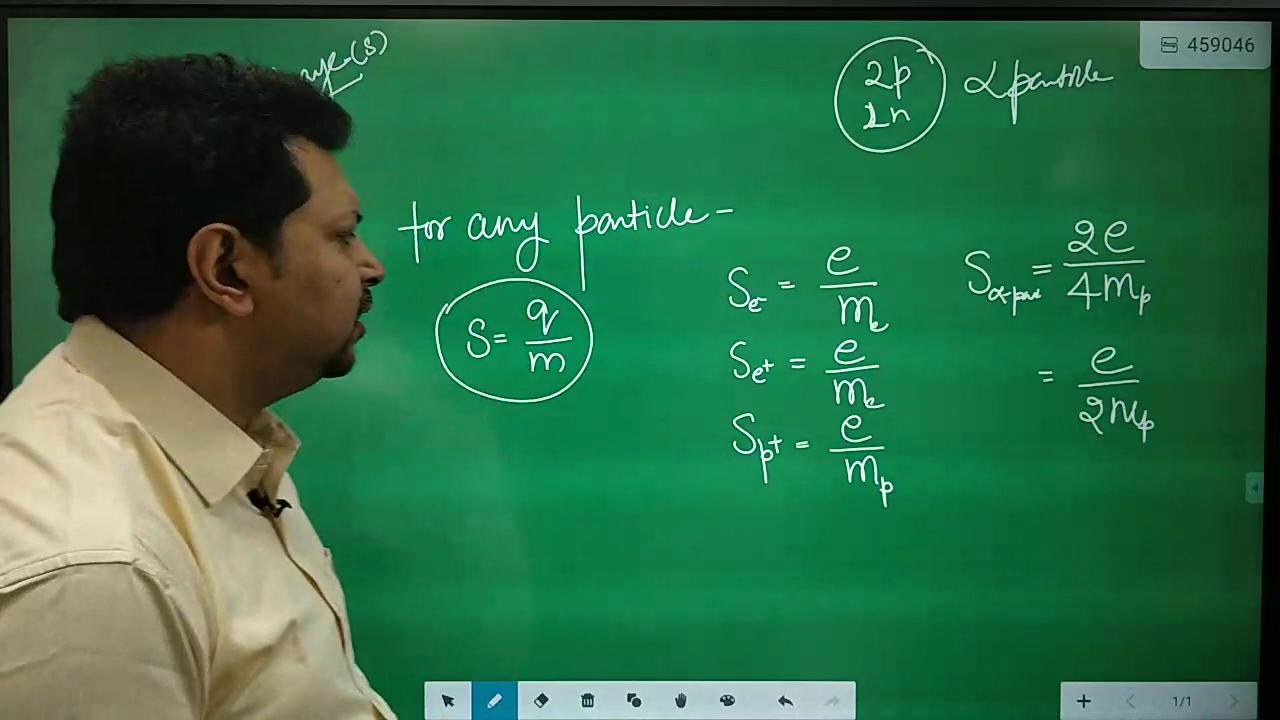 (s)
2p
2n
α particle
459046
for any particle -
S = q/m
Se- = e/me
Se+ = e/me
Sp+ = e/mp
Sα-par = 2e/4mp
= e/2mp
1/1